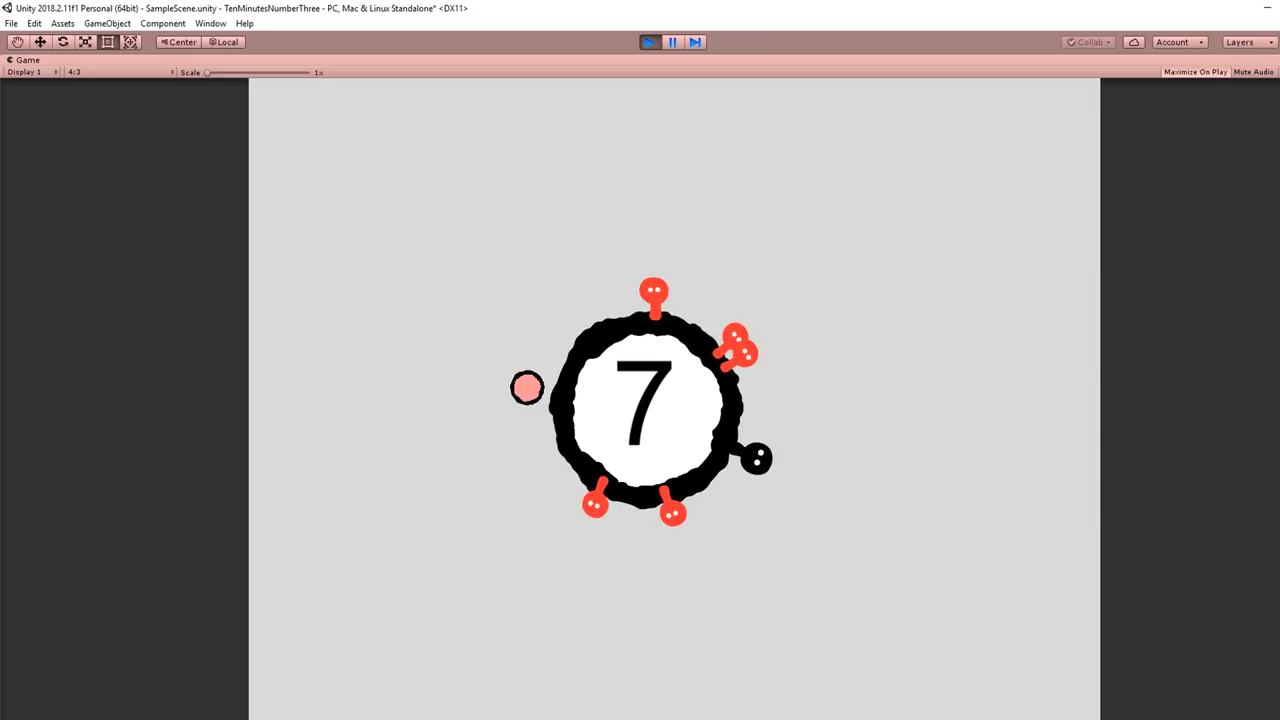 Unity 2018.2.11f1 Personal (64bit) - SampleScene.unity - TenMinutesNumberThree - PC, Mac & Linux Standalone* <DX11>
File Edit Assets GameObject Component Window Help
Center Local Collab Account Layers
Game
Display 1 4:3 Scale 1x Maximize On Play Mute Audio
7